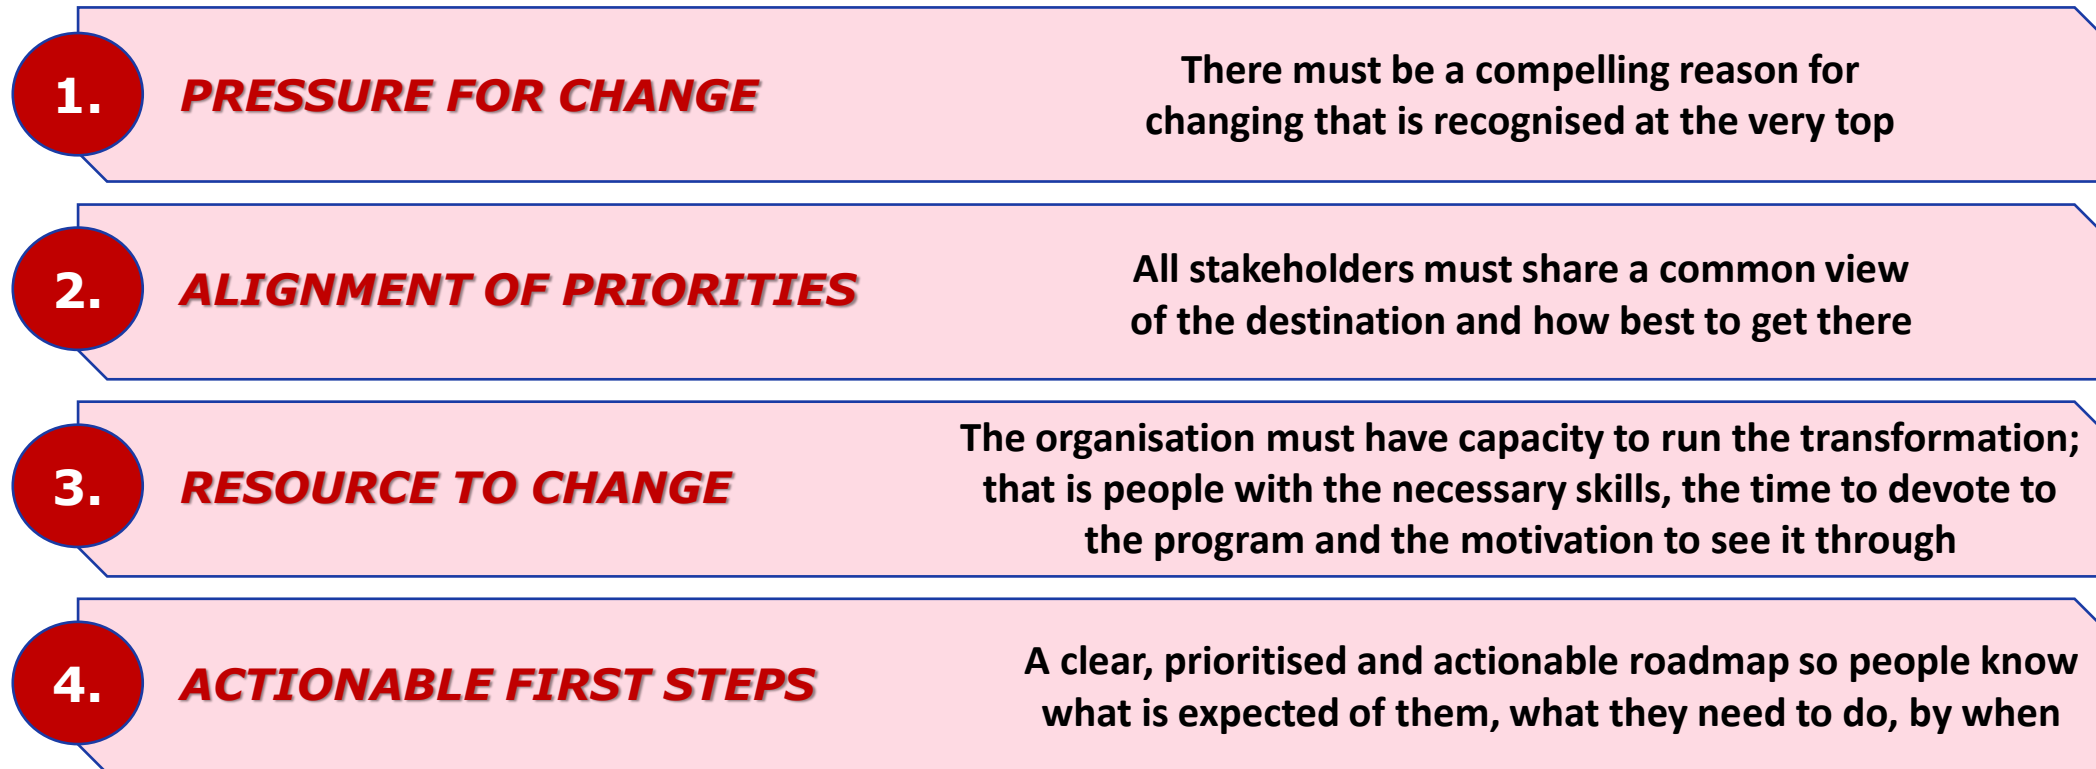 1.
PRESSURE FOR CHANGE
There must be a compelling reason for
changing that is recognised at the very top
2.
ALIGNMENT OF PRIORITIES
All stakeholders must share a common view
of the destination and how best to get there
3.
RESOURCE TO CHANGE
The organisation must have capacity to run the transformation;
that is people with the necessary skills, the time to devote to
the program and the motivation to see it through
4.
ACTIONABLE FIRST STEPS
A clear, prioritised and actionable roadmap so people know
what is expected of them, what they need to do, by when